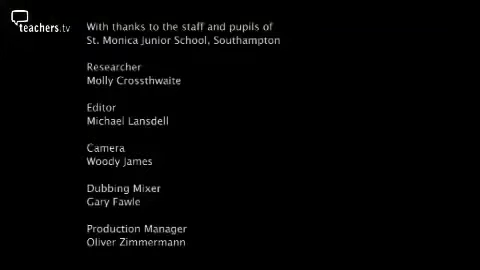 teachers.tv
With thanks to the staff and pupils of
St. Monica Junior School, Southampton
Researcher
Molly Crossthwaite
Editor
Michael Lansdell
Camera
Woody James
Dubbing Mixer
Gary Fawle
Production Manager
Oliver Zimmermann